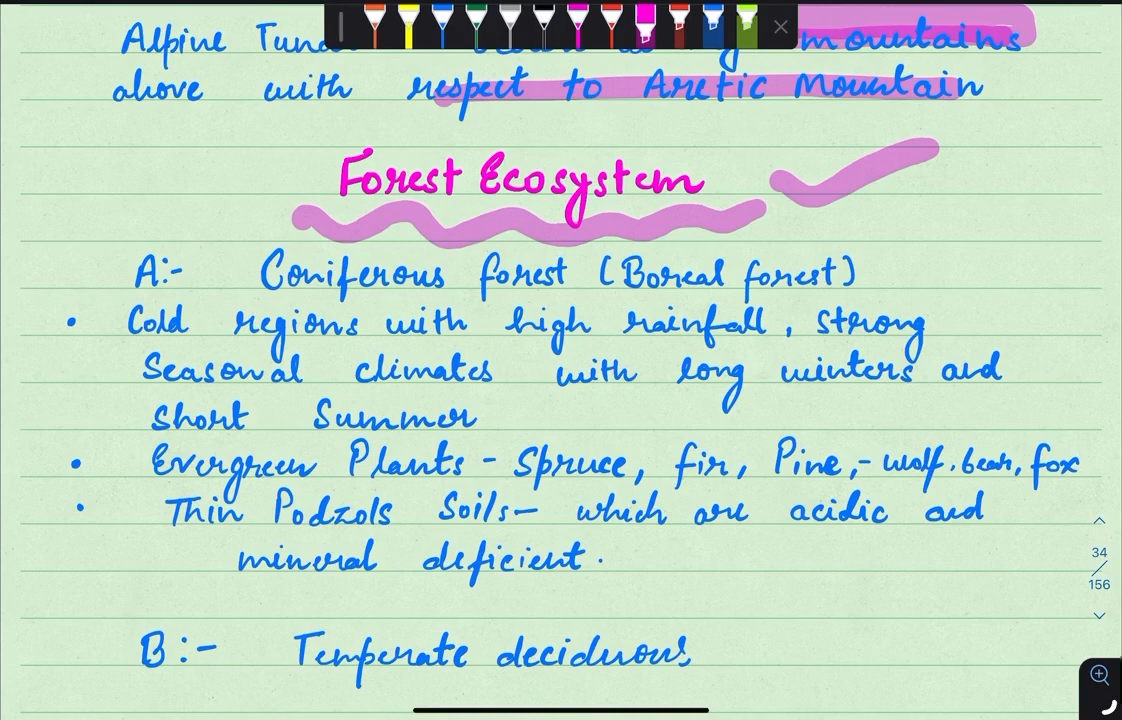 Alpine Tund mountains
above with respect to Arctic Mountain
Forest Ecosystem
A:- Coniferous forest (Boreal forest)
• Cold regions with high rainfall, strong
Seasonal climates with long winters and
short Summer
• Evergreen Plants - Spruce, fir, Pine,- wolf, bear, fox
• Thin Podzols Soils- which are acidic and
mineral deficient.
34
/
156
B:- Temperate deciduous